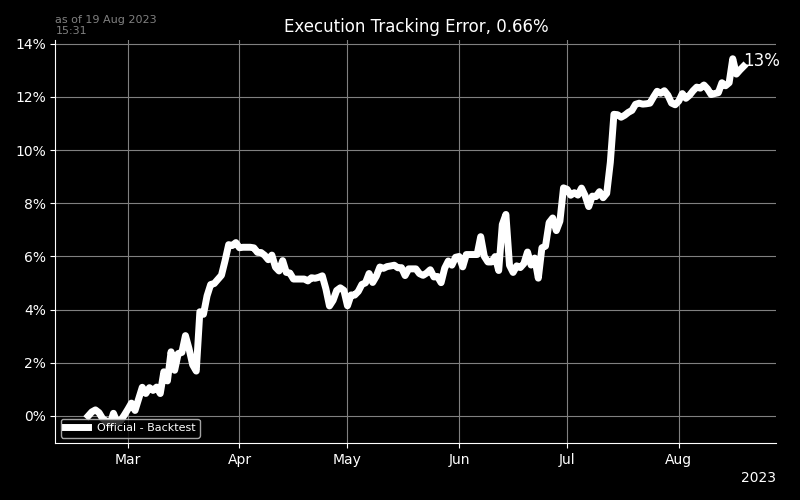 as of 19 Aug 2023
15:31
Execution Tracking Error, 0.66%
14%
13%
12%
10%
8%
6%
4%
2%
0%
Official - Backtest
Mar Apr May Jun Jul Aug
2023